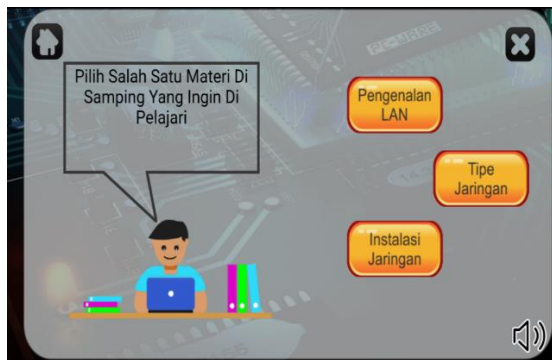 Pilih Salah Satu Materi Di
Samping Yang Ingin Di
Pelajari
Pengenalan
LAN
Tipe
Jaringan
Instalasi
Jaringan